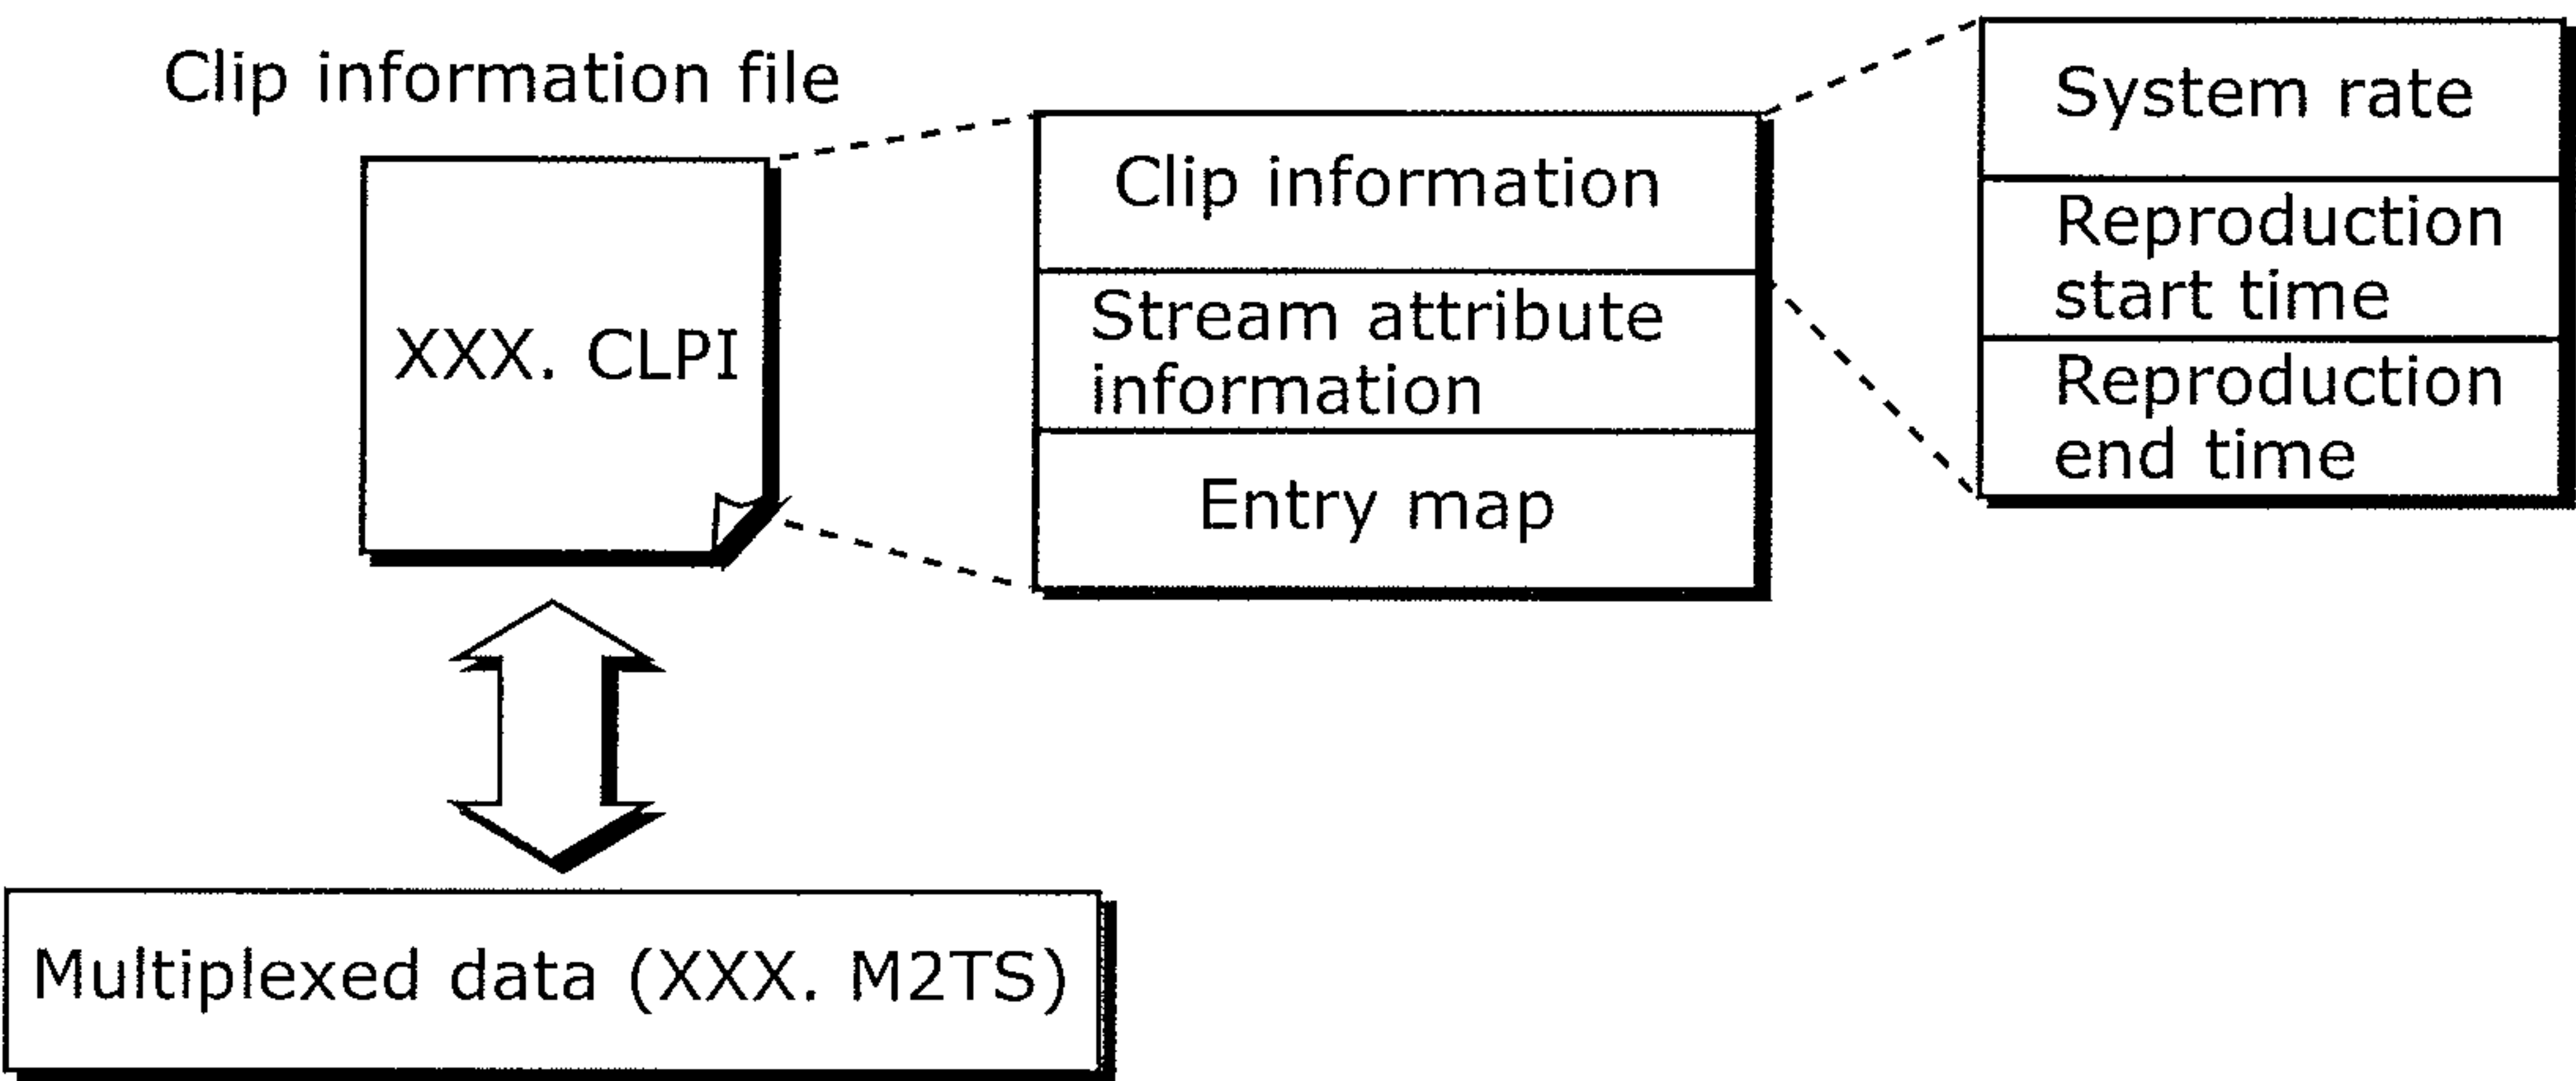 Clip information file
XXX. CLPI
Clip information
Stream attribute
information
Entry map
System rate
Reproduction
start time
Reproduction
end time
Multiplexed data (XXX. M2TS)